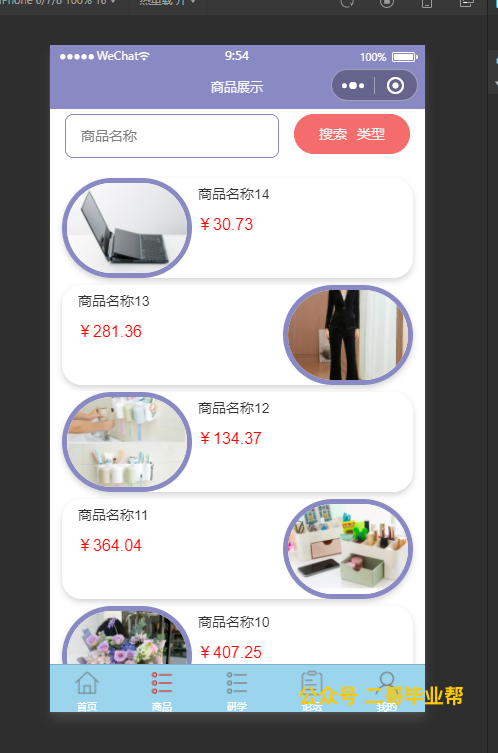 iPhone 6/7/8 100% 16
热重载 开
WeChat 9:54 100%
商品展示
商品名称
搜索 类型
商品名称14
￥30.73
商品名称13
￥281.36
商品名称12
￥134.37
商品名称11
￥364.04
商品名称10
￥407.25
首页 商品 研学 论坛 我的
公众号 二哥毕业帮